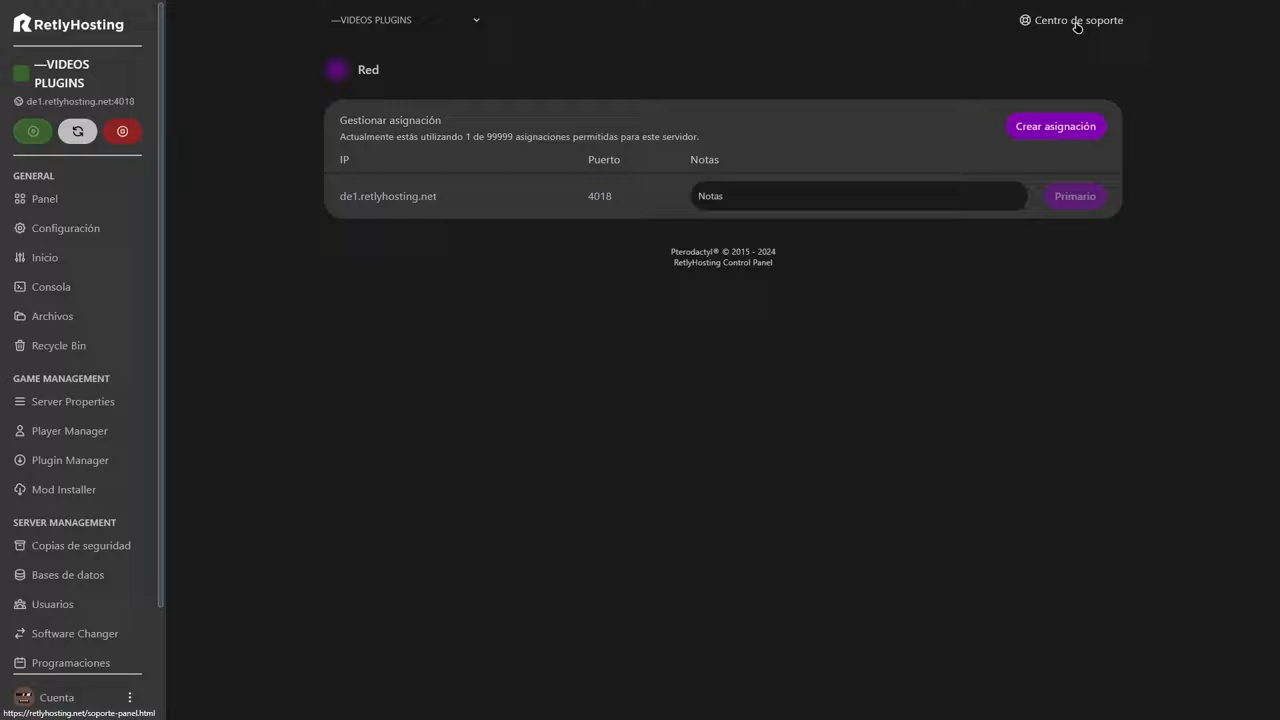 RetlyHosting
—VIDEOS PLUGINS
Centro de soporte
—VIDEOS
PLUGINS
de1.retlyhosting.net:4018
Red
Gestionar asignación
Actualmente estás utilizando 1 de 99999 asignaciones permitidas para este servidor.
Crear asignación
IP Puerto Notas
de1.retlyhosting.net 4018 Notas Primario
Pterodactyl® © 2015 - 2024
RetlyHosting Control Panel
GENERAL
Panel
Configuración
Inicio
Consola
Archivos
Recycle Bin
GAME MANAGEMENT
Server Properties
Player Manager
Plugin Manager
Mod Installer
SERVER MANAGEMENT
Copias de seguridad
Bases de datos
Usuarios
Software Changer
Programaciones
Cuenta
https://retlyhosting.net/soporte-panel.html